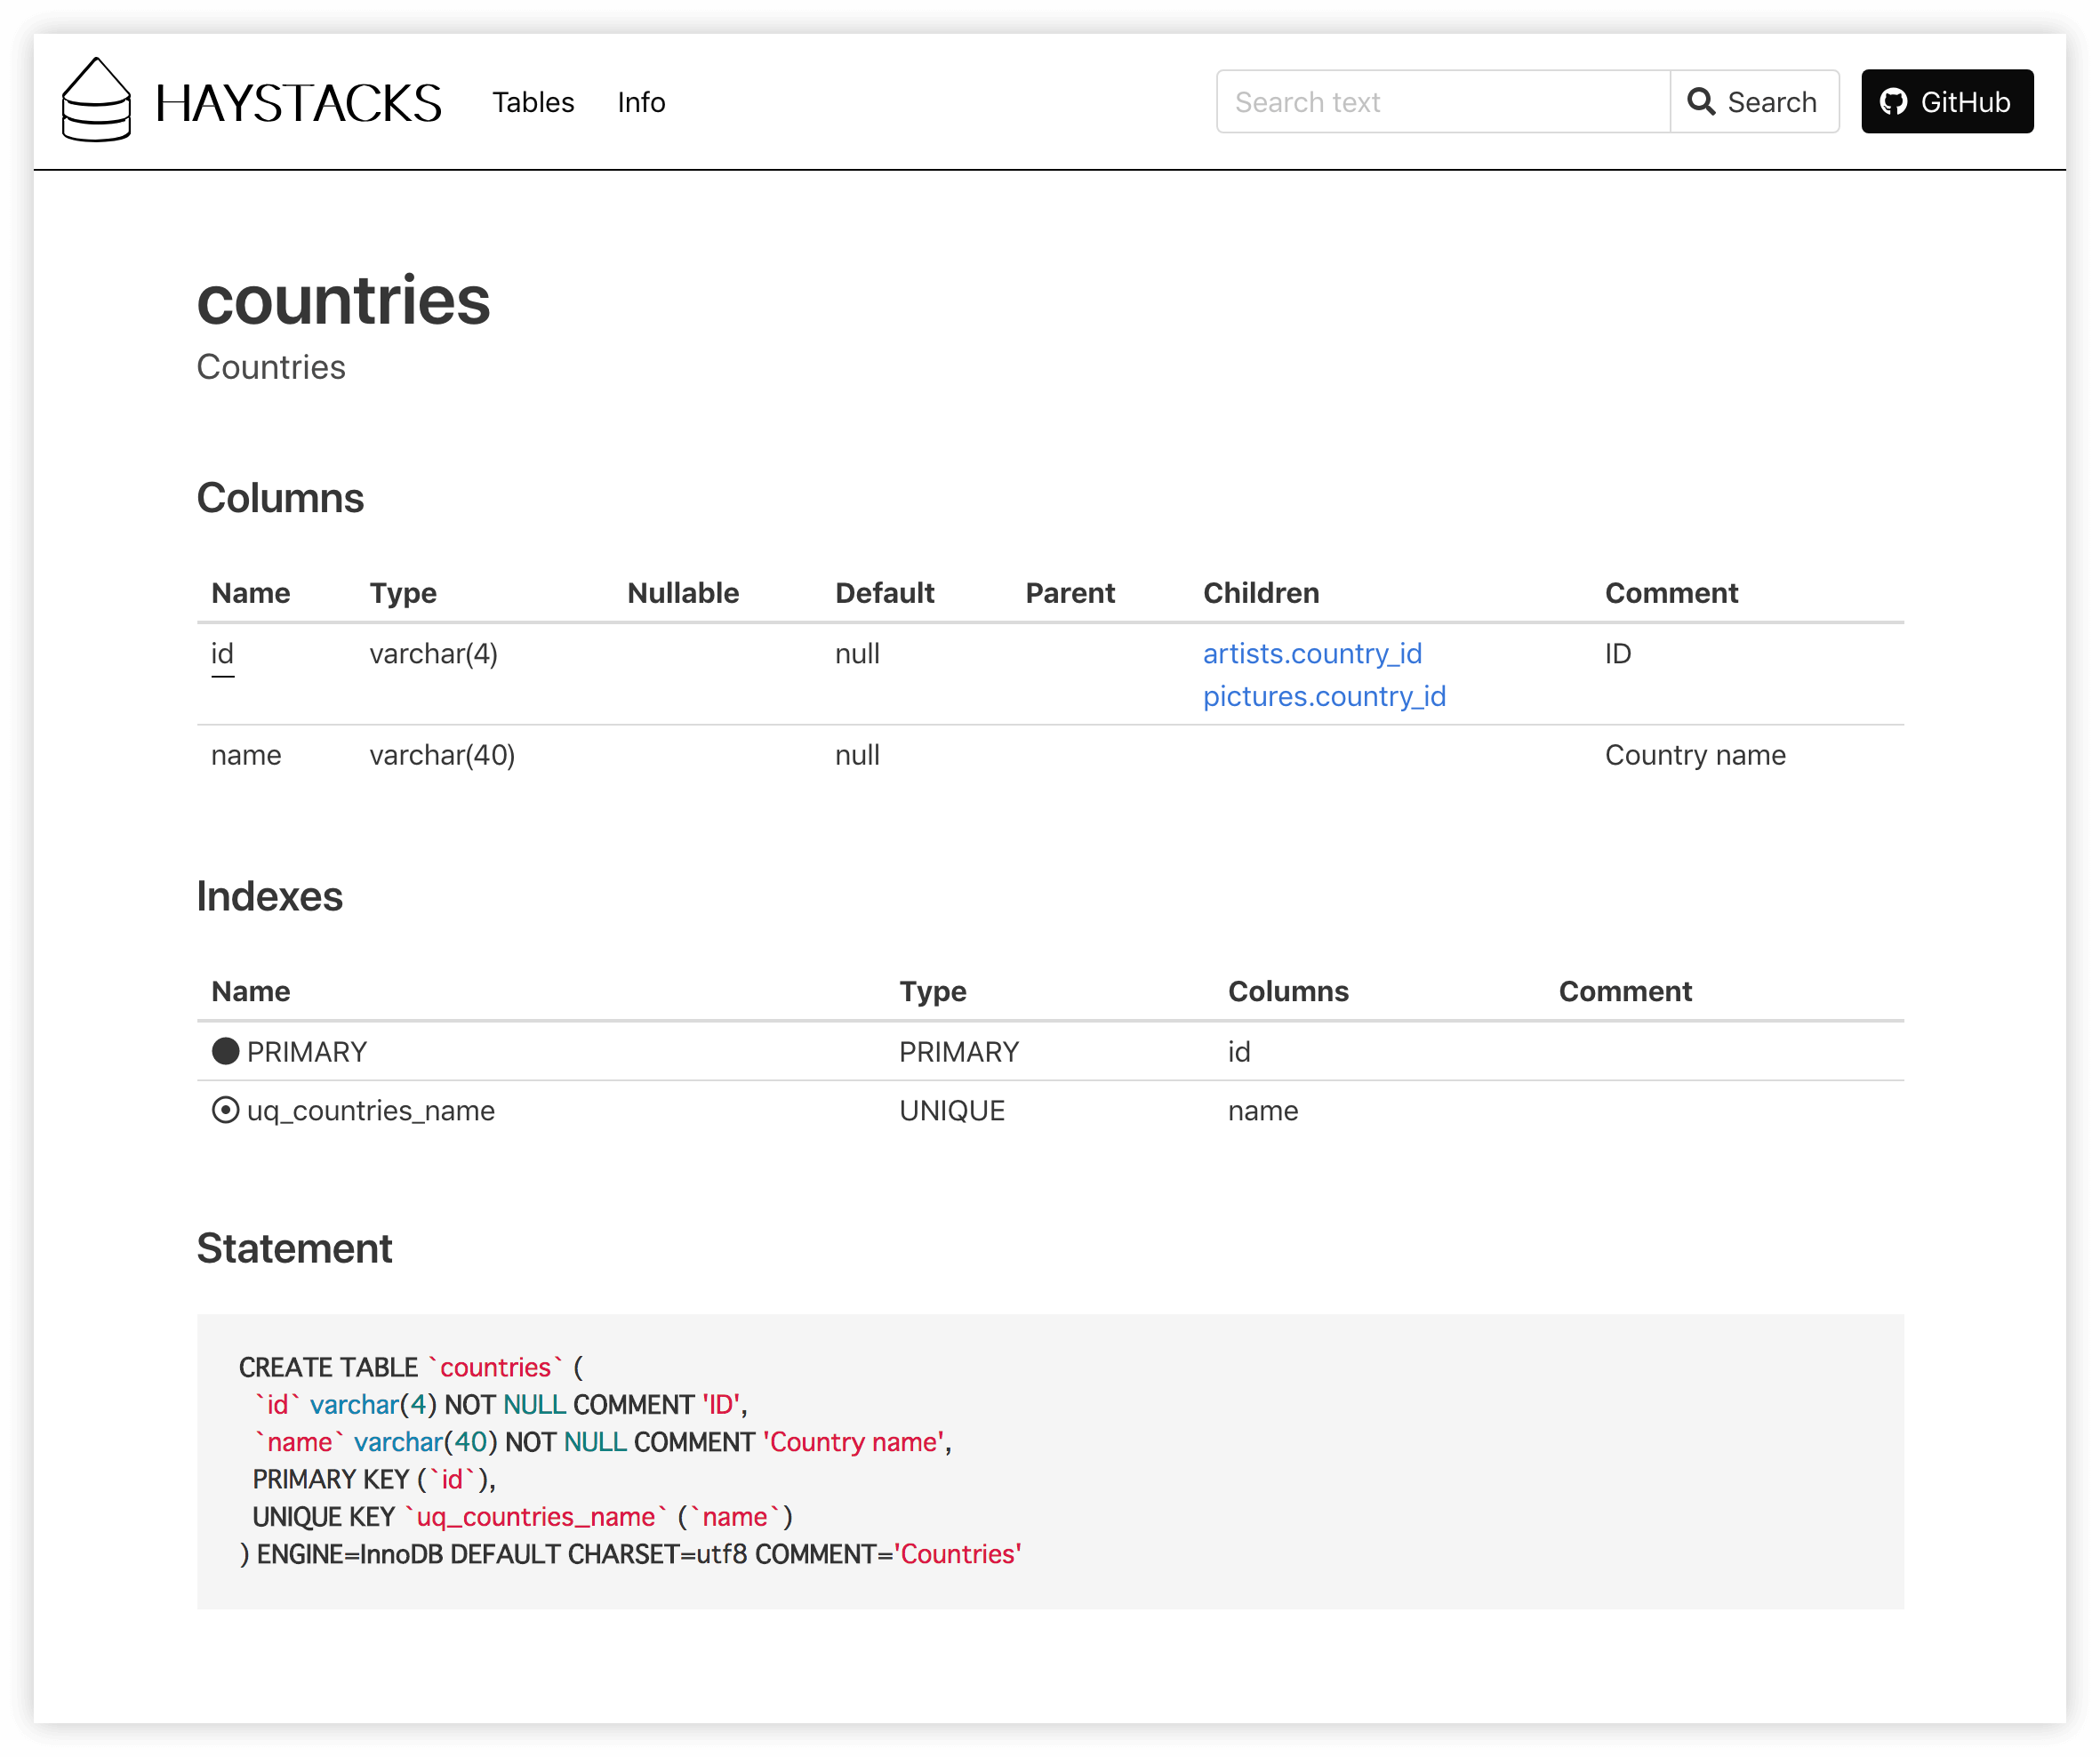 HAYSTACKS Tables Info Search text Search GitHub
countries
Countries
Columns
Name Type Nullable Default Parent Children Comment
id varchar(4) null artists.country_id ID
pictures.country_id
name varchar(40) null Country name
Indexes
Name Type Columns Comment
PRIMARY PRIMARY id
uq_countries_name UNIQUE name
Statement
CREATE TABLE `countries` (
  `id` varchar(4) NOT NULL COMMENT 'ID',
  `name` varchar(40) NOT NULL COMMENT 'Country name',
  PRIMARY KEY (`id`),
  UNIQUE KEY `uq_countries_name` (`name`)
) ENGINE=InnoDB DEFAULT CHARSET=utf8 COMMENT='Countries'